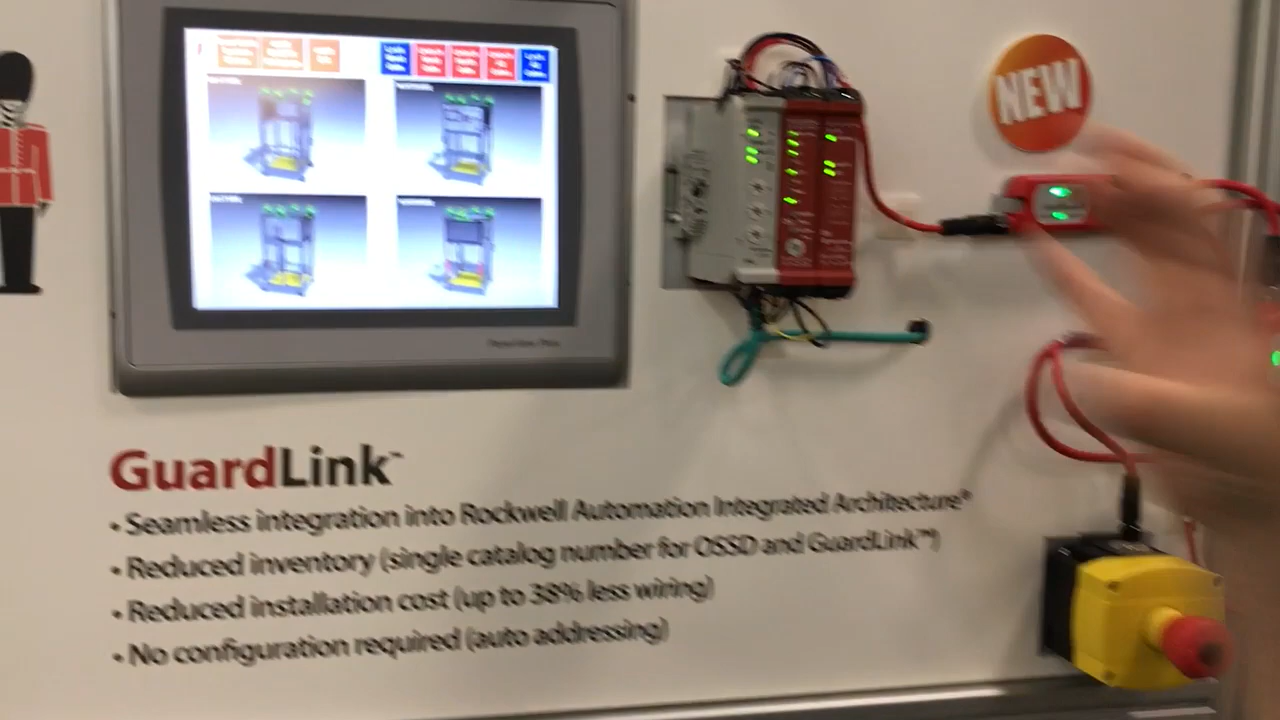 NEW
GuardLink™
• Seamless integration into Rockwell Automation Integrated Architecture®
• Reduced inventory (single catalog number for OSSD and GuardLink™)
• Reduced installation cost (up to 38% less wiring)
• No configuration required (auto addressing)